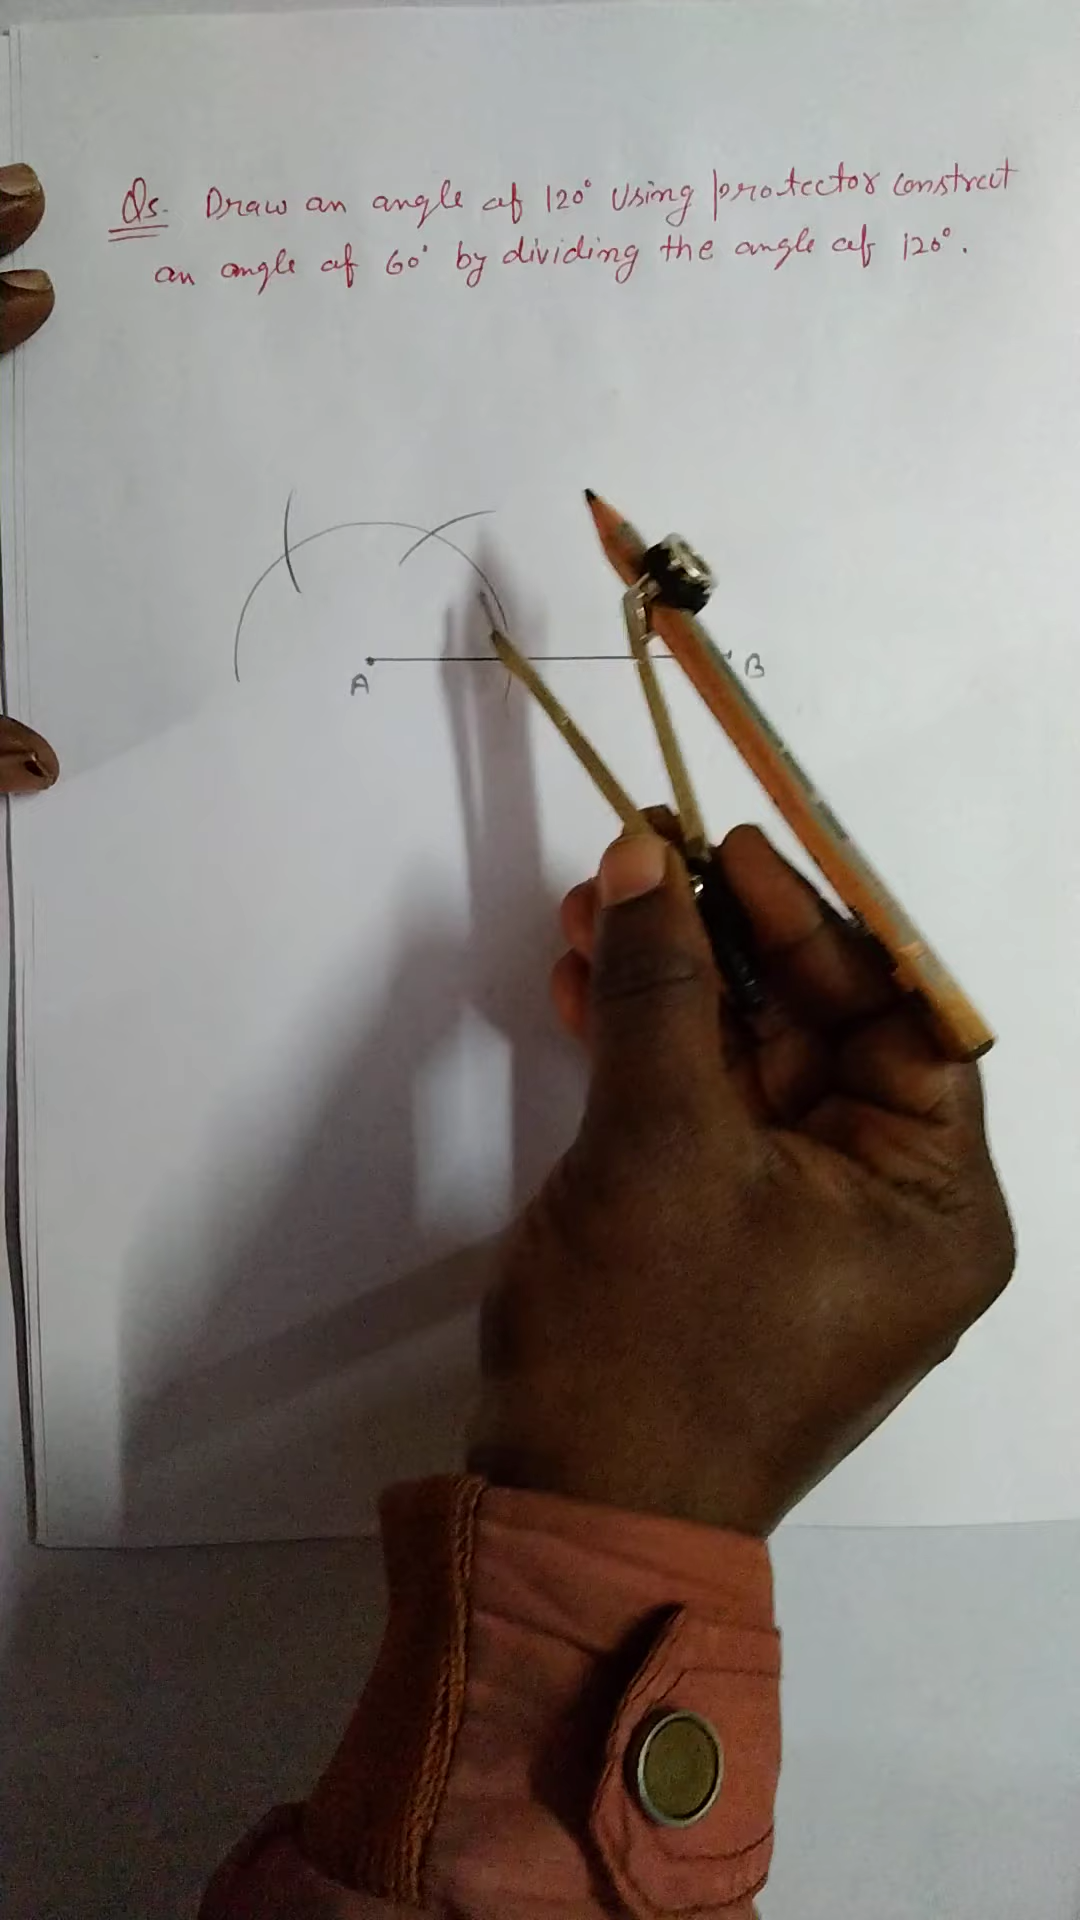 Qs. Draw an angle of 120° Using protector construct
an angle of 60° by dividing the angle of 120°.
A
B